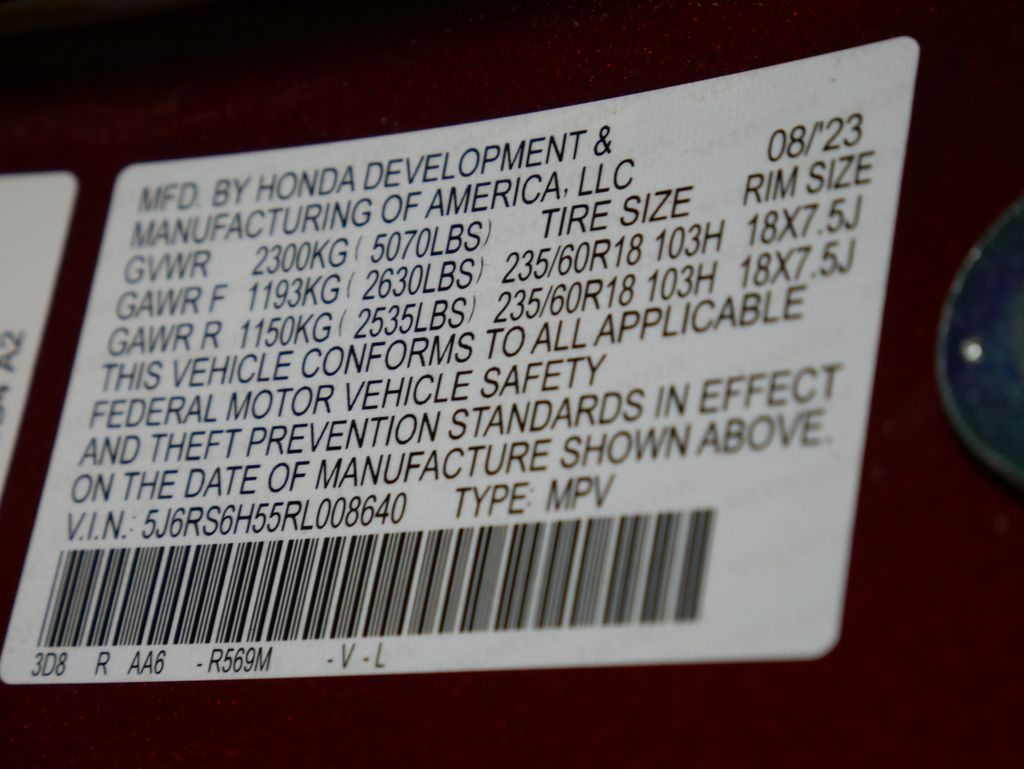 MFD. BY HONDA DEVELOPMENT & 08/'23
MANUFACTURING OF AMERICA, LLC
GVWR 2300KG ( 5070LBS) TIRE SIZE RIM SIZE
GAWR F 1193KG ( 2630LBS) 235/60R18 103H 18X7.5J
GAWR R 1150KG ( 2535LBS) 235/60R18 103H 18X7.5J
THIS VEHICLE CONFORMS TO ALL APPLICABLE
FEDERAL MOTOR VEHICLE SAFETY
AND THEFT PREVENTION STANDARDS IN EFFECT
ON THE DATE OF MANUFACTURE SHOWN ABOVE.
V.I.N.: 5J6RS6H55RL008640 TYPE: MPV
3D8 R AA6 -R569M -V-L
A2